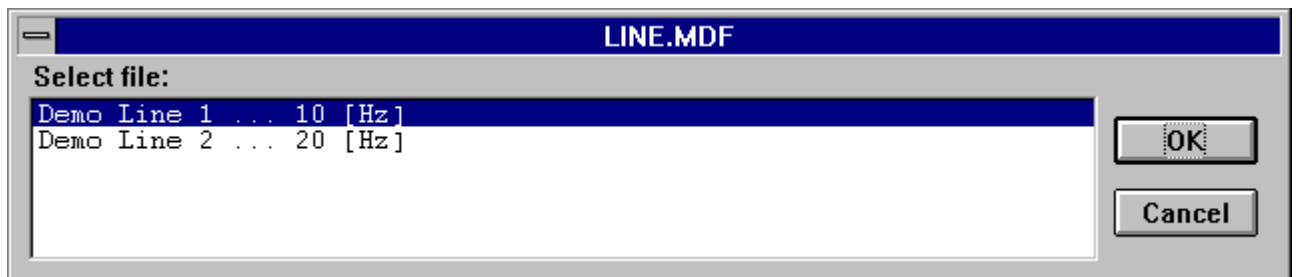 LINE.MDF
Select file:
Demo Line 1 ... 10 [Hz]
Demo Line 2 ... 20 [Hz]
OK
Cancel